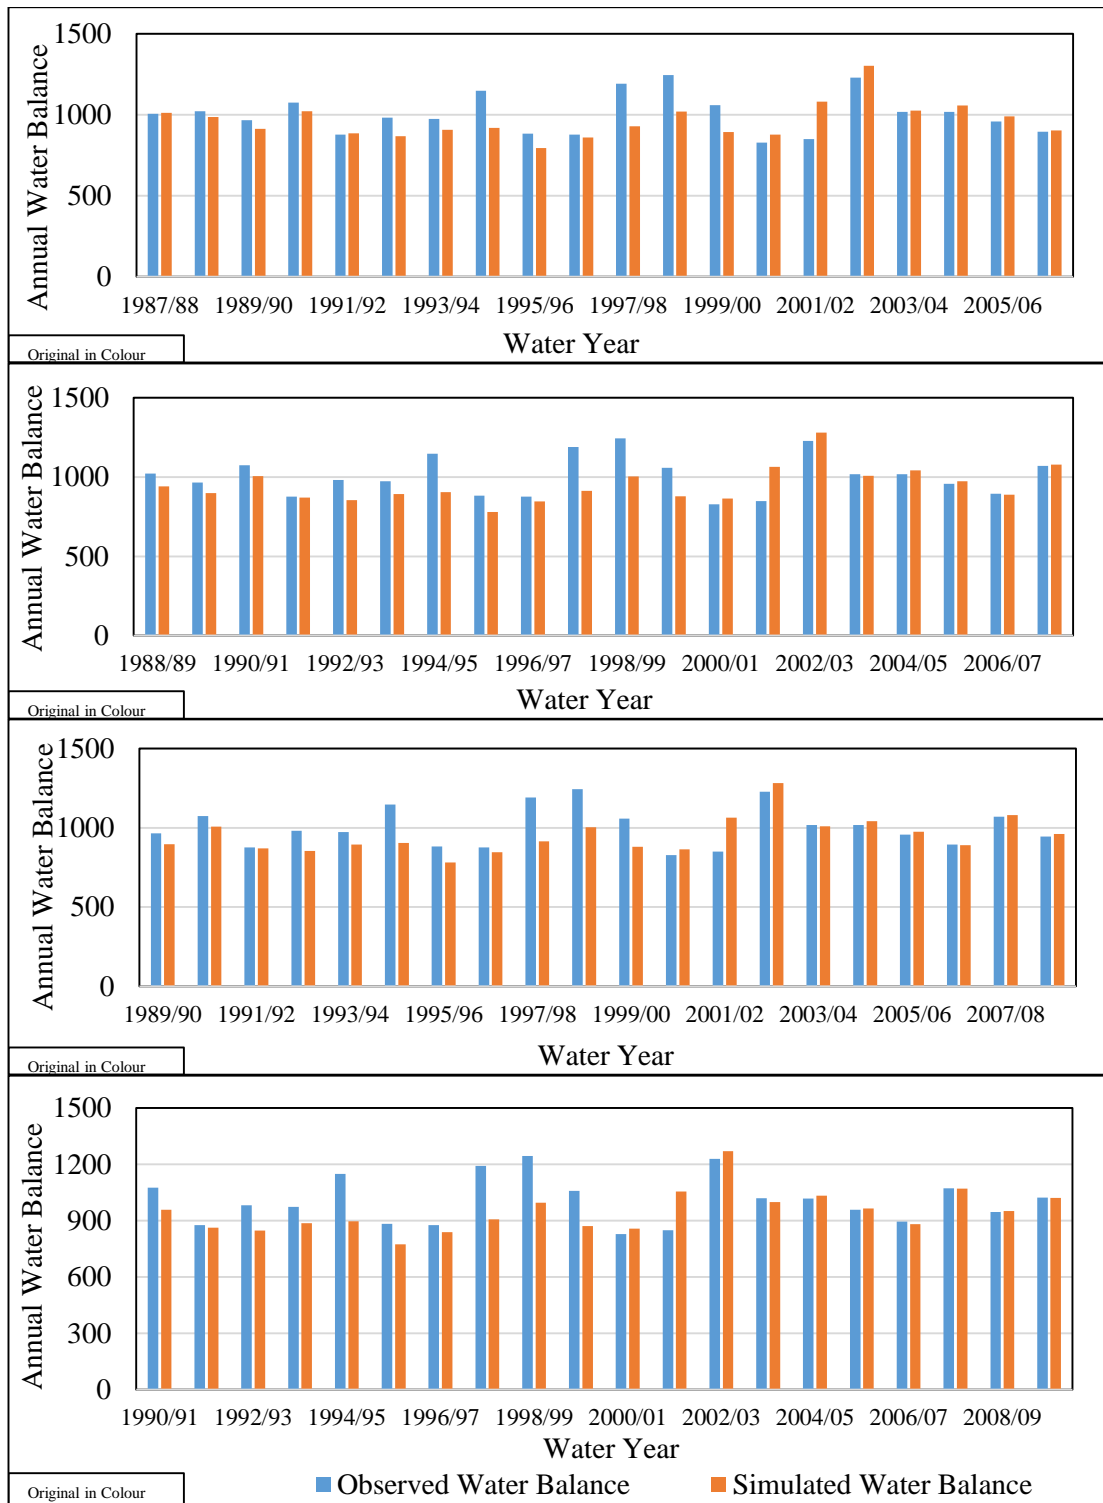 1500
1000
500
0
Annual Water Balance
1987/88 1989/90 1991/92 1993/94 1995/96 1997/98 1999/00 2001/02 2003/04 2005/06
Water Year
Original in Colour
1500
1000
500
0
Annual Water Balance
1988/89 1990/91 1992/93 1994/95 1996/97 1998/99 2000/01 2002/03 2004/05 2006/07
Water Year
Original in Colour
1500
1000
500
0
Annual Water Balance
1989/90 1991/92 1993/94 1995/96 1997/98 1999/00 2001/02 2003/04 2005/06 2007/08
Water Year
Original in Colour
1500
1200
900
600
300
0
Annual Water Balance
1990/91 1992/93 1994/95 1996/97 1998/99 2000/01 2002/03 2004/05 2006/07 2008/09
Water Year
Observed Water Balance Simulated Water Balance
Original in Colour